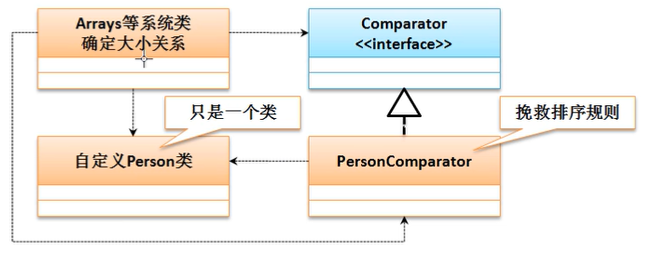 Arrays等系统类
确定大小关系
Comparator
<<interface>>
只是一个类
挽救排序规则
自定义Person类
PersonComparator